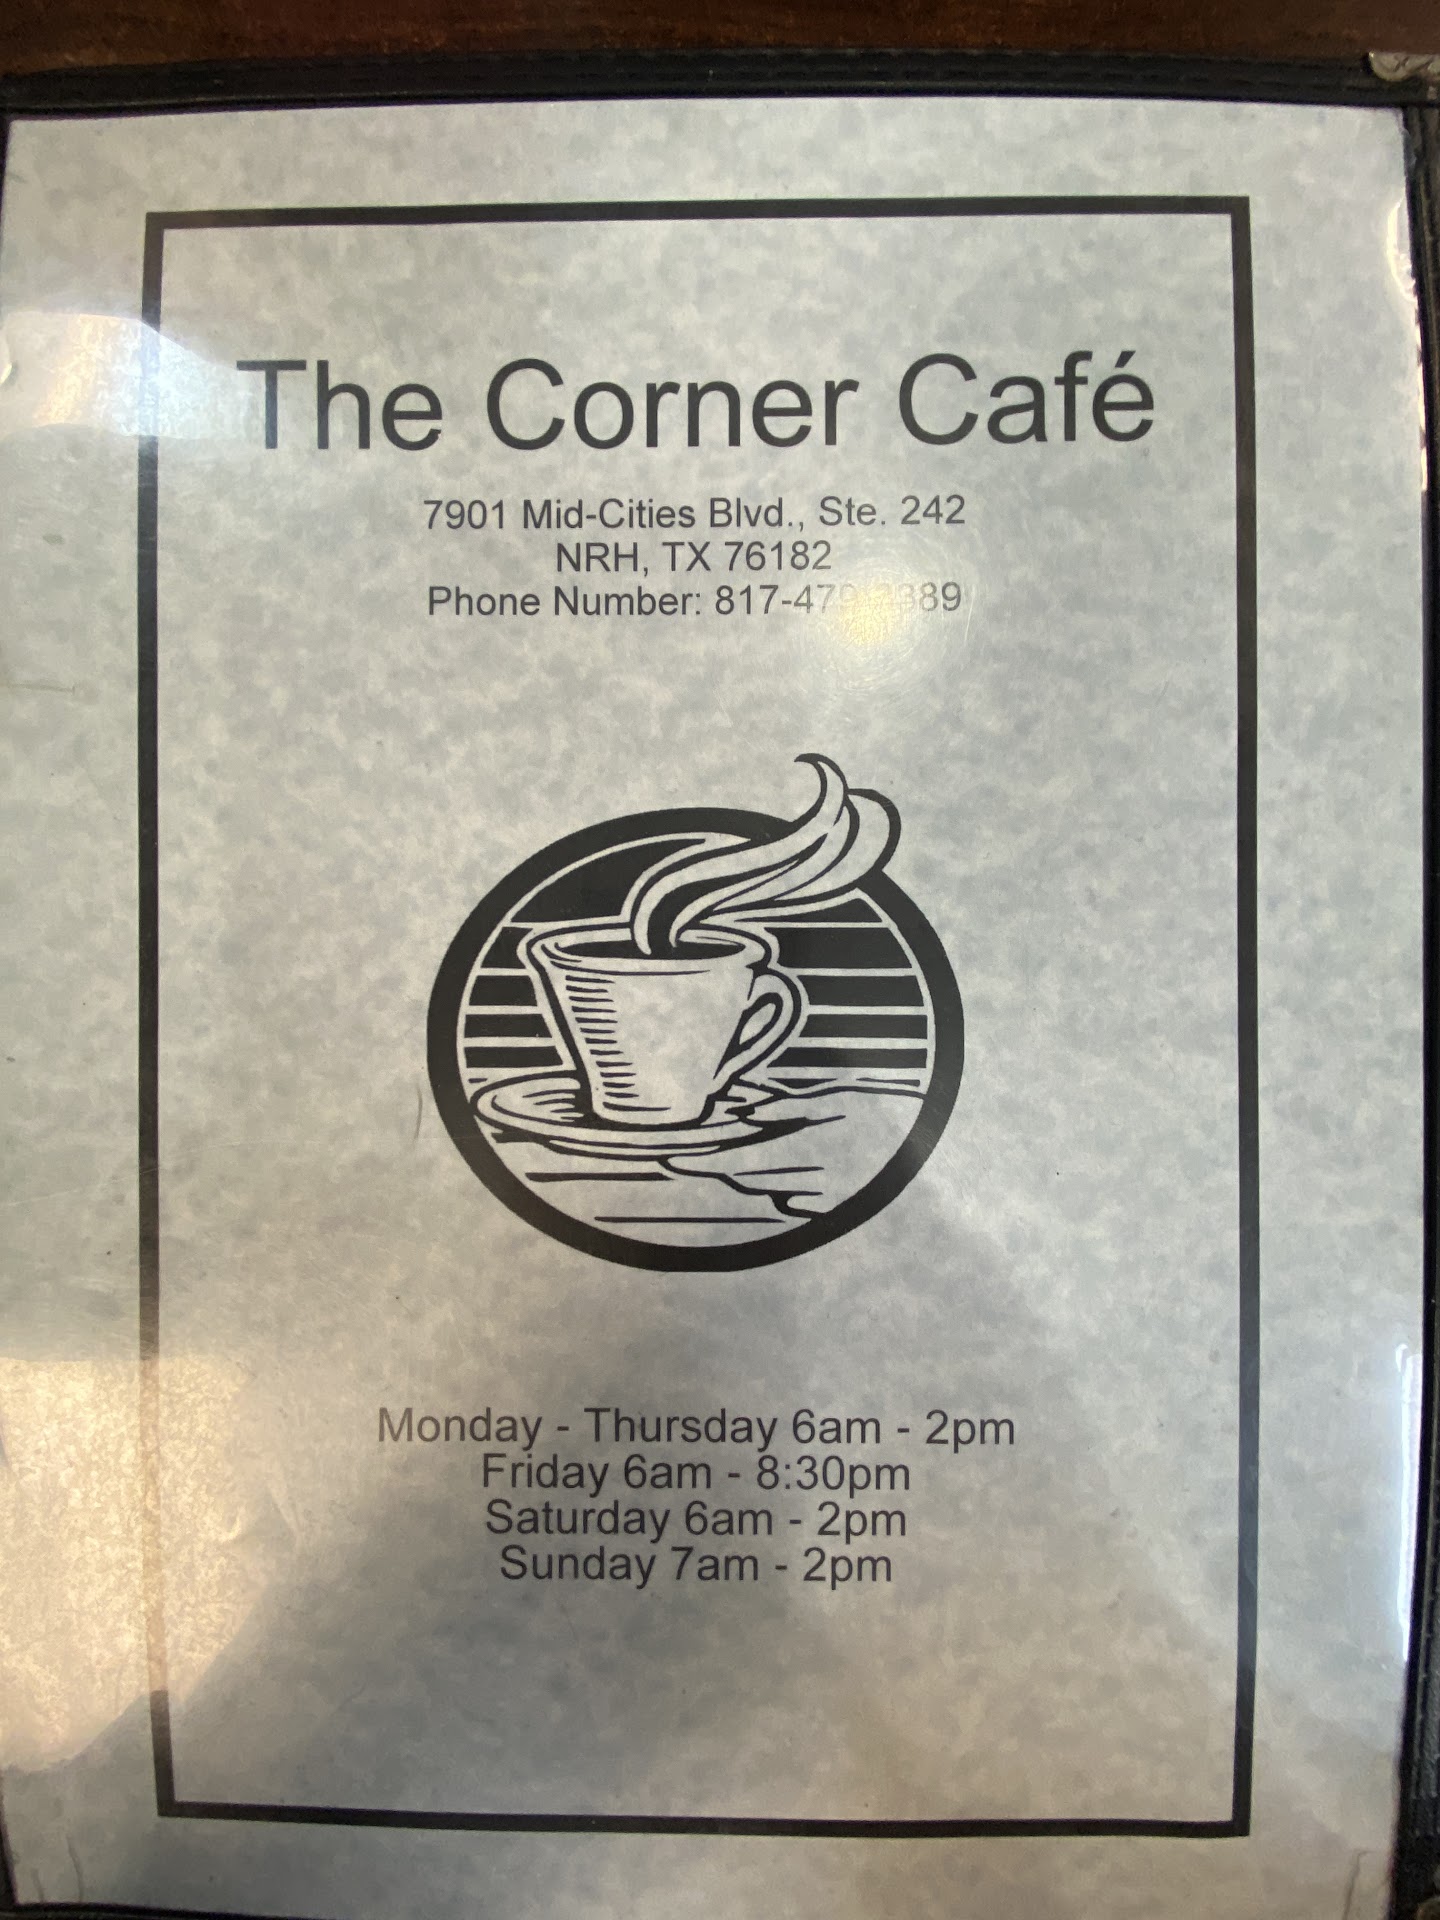 The Corner Café
7901 Mid-Cities Blvd., Ste. 242
NRH, TX 76182
Phone Number:
Monday - Thursday 6am - 2pm
Friday 6am - 8:30pm
Saturday 6am - 2pm
Sunday 7am - 2pm